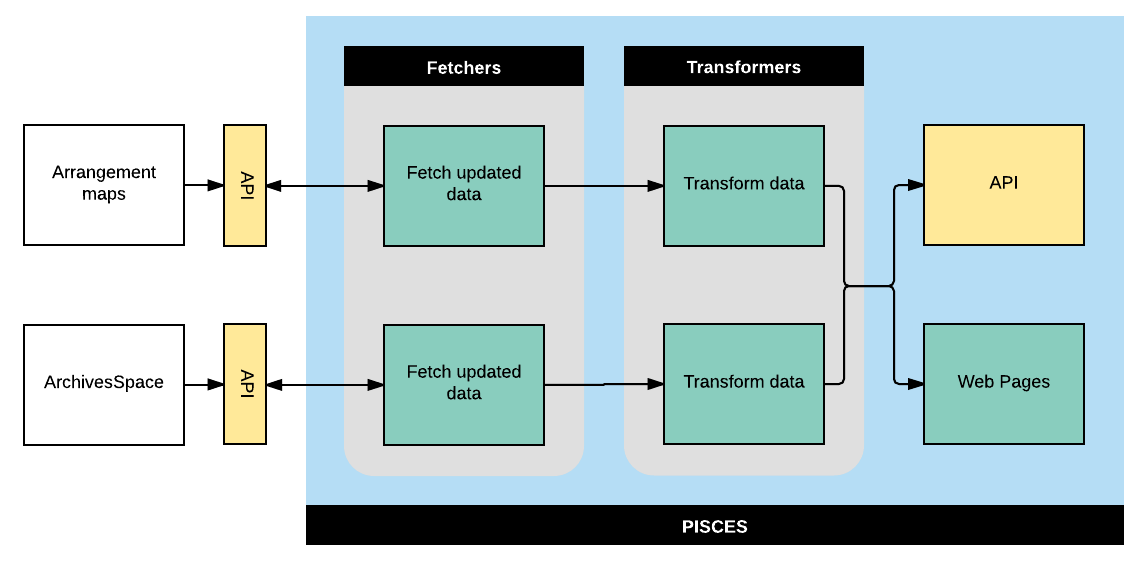 Fetchers
Transformers
Arrangement
maps
API
Fetch updated
data
Transform data
API
ArchivesSpace
API
Fetch updated
data
Transform data
Web Pages
PISCES